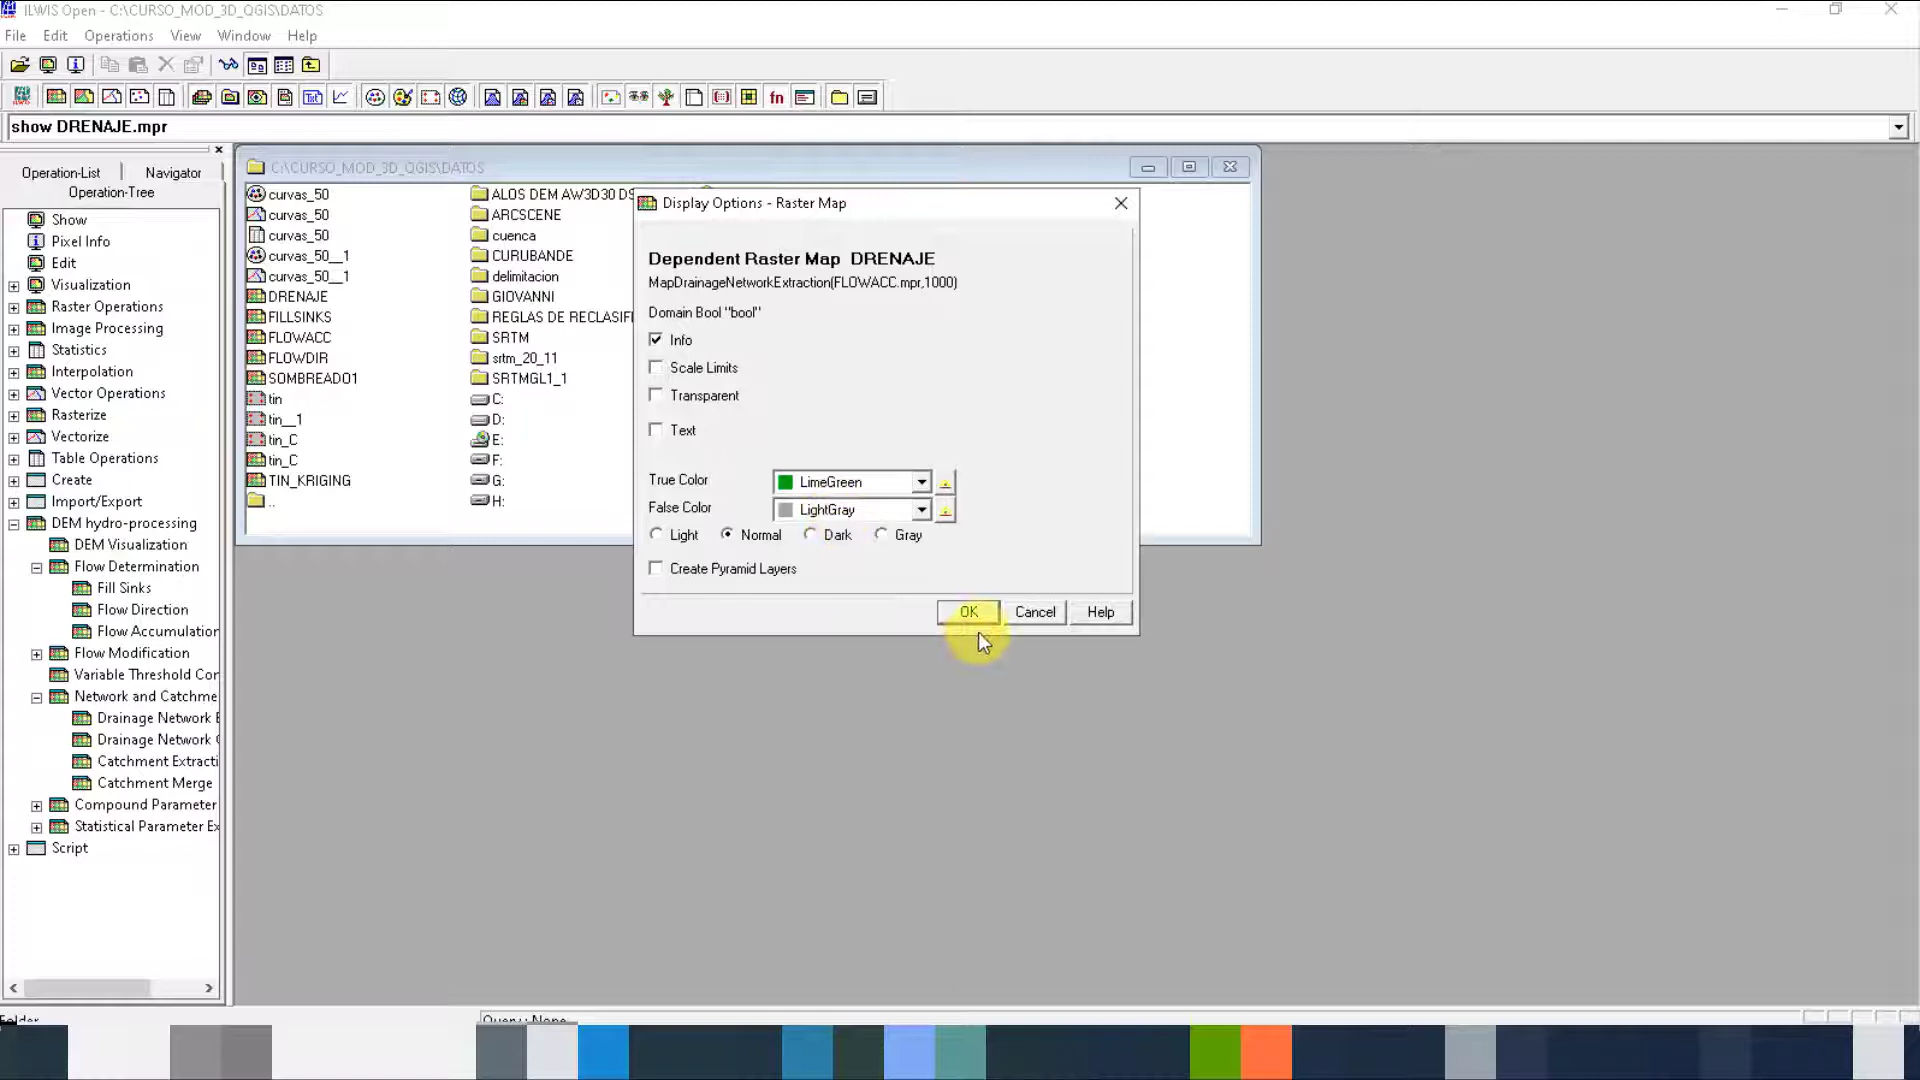 ILWIS Open - C:\CURSO_MOD_3D_QGIS\DATOS
File Edit Operations View Window Help
show DRENAJE.mpr
Operation-List Navigator
Operation-Tree
Show
Pixel Info
Edit
Visualization
Raster Operations
Image Processing
Statistics
Interpolation
Vector Operations
Rasterize
Vectorize
Table Operations
Create
Import/Export
DEM hydro-processing
DEM Visualization
Flow Determination
Fill Sinks
Flow Direction
Flow Accumulation
Flow Modification
Variable Threshold Cor
Network and Catchme
Drainage Network E
Drainage Network
Catchment Extracti
Catchment Merge
Compound Parameter
Statistical Parameter Ex
Script
C:\CURSO_MOD_3D_QGIS\DATOS
curvas_50
curvas_50
curvas_50
curvas_50__1
curvas_50__1
DRENAJE
FILLSINKS
FLOWACC
FLOWDIR
SOMBREADO1
tin
tin__1
tin_C
tin_C
TIN_KRIGING
..
ALOS DEM AW3D30 DS
ARCSCENE
cuenca
CURUBANDE
delimitacion
GIOVANNI
REGLAS DE RECLASIF
SRTM
srtm_20_11
SRTMGL1_1
C:
D:
E:
F:
G:
H:
Display Options - Raster Map
Dependent Raster Map DRENAJE
MapDrainageNetworkExtraction(FLOWACC.mpr,1000)
Domain Bool "bool"
Info
Scale Limits
Transparent
Text
True Color LimeGreen
False Color LightGray
Light Normal Dark Gray
Create Pyramid Layers
OK Cancel Help
Folder
Query : None